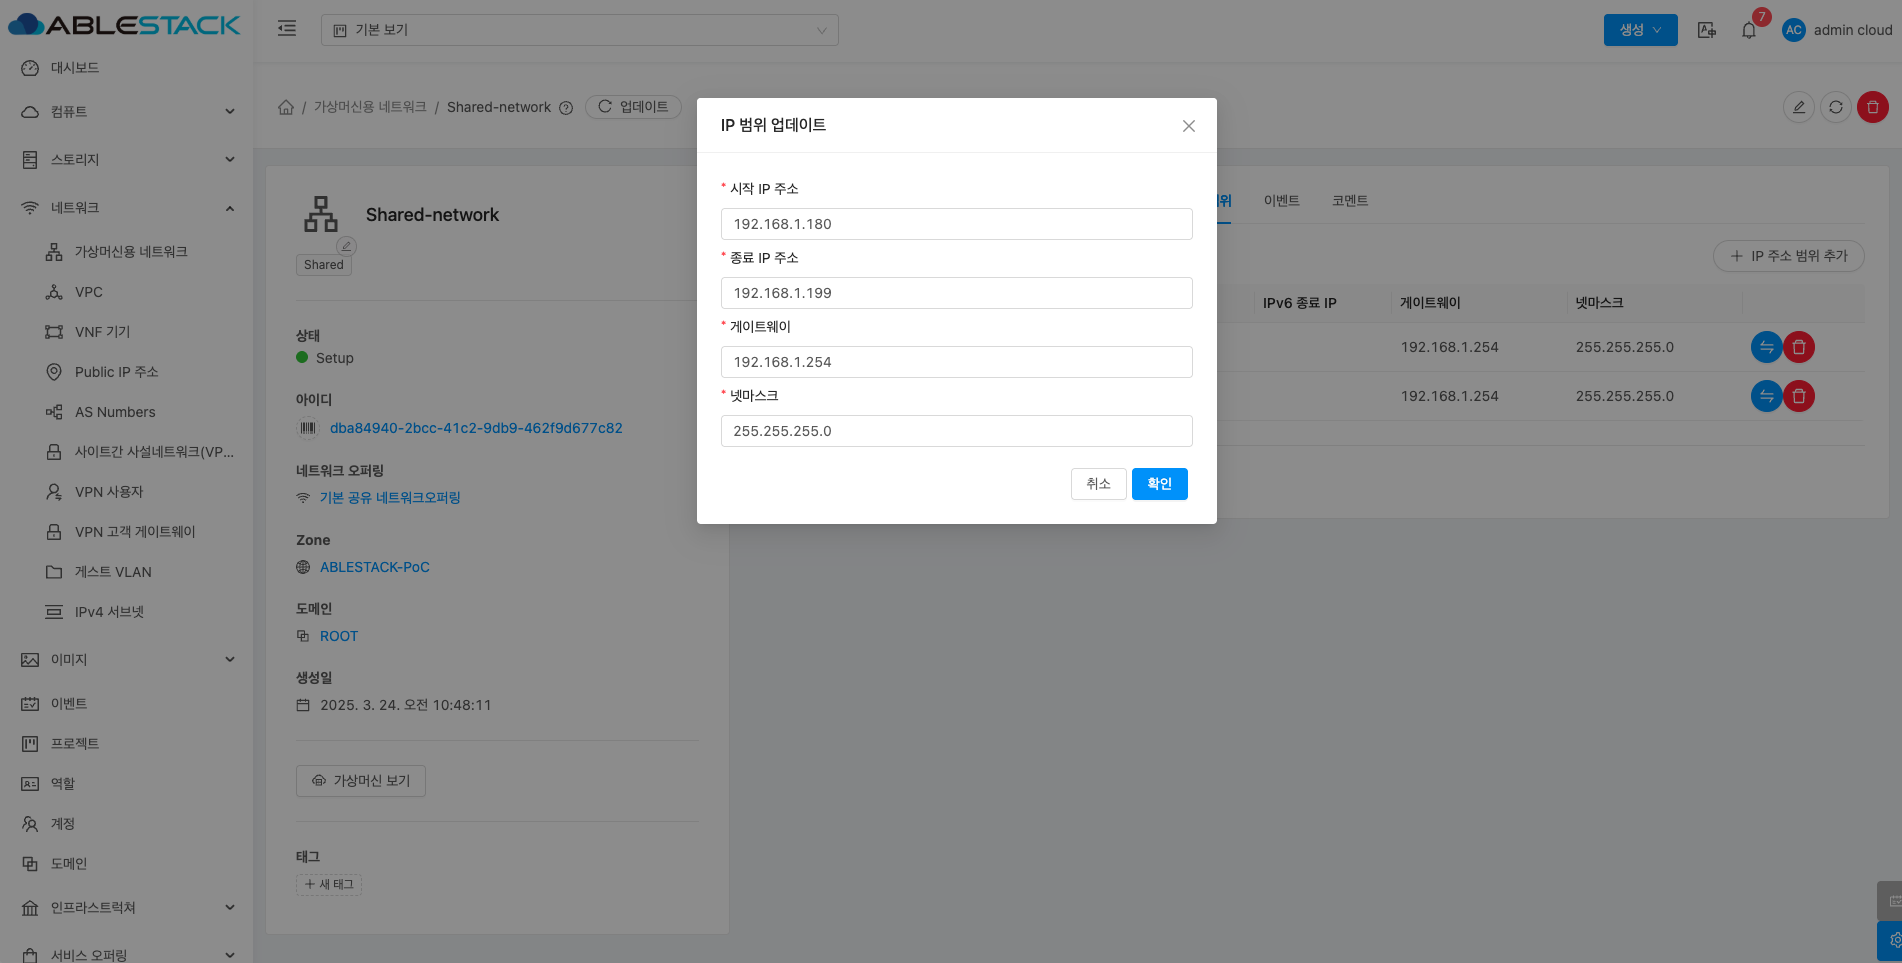 ABLESTACK
기본 보기
생성
7
AC
admin cloud
대시보드
컴퓨트
스토리지
네트워크
가상머신용 네트워크
VPC
VNF 기기
Public IP 주소
AS Numbers
사이트간 사설네트워크(VP...
VPN 사용자
VPN 고객 게이트웨이
게스트 VLAN
IPv4 서브넷
이미지
이벤트
프로젝트
역할
계정
도메인
인프라스트럭쳐
서비스 오퍼링
/ 가상머신용 네트워크 / Shared-network
업데이트
Shared-network
Shared
상태
Setup
아이디
dba84940-2bcc-41c2-9db9-462f9d677c82
네트워크 오퍼링
기본 공유 네트워크오퍼링
Zone
ABLESTACK-PoC
도메인
ROOT
생성일
2025. 3. 24. 오전 10:48:11
가상머신 보기
태그
새 태그
IP 범위 업데이트
* 시작 IP 주소
192.168.1.180
* 종료 IP 주소
192.168.1.199
* 게이트웨이
192.168.1.254
* 넷마스크
255.255.255.0
취소
확인
이벤트
코멘트
IP 주소 범위 추가
IPv6 종료 IP
게이트웨이
넷마스크
192.168.1.254
255.255.255.0
192.168.1.254
255.255.255.0